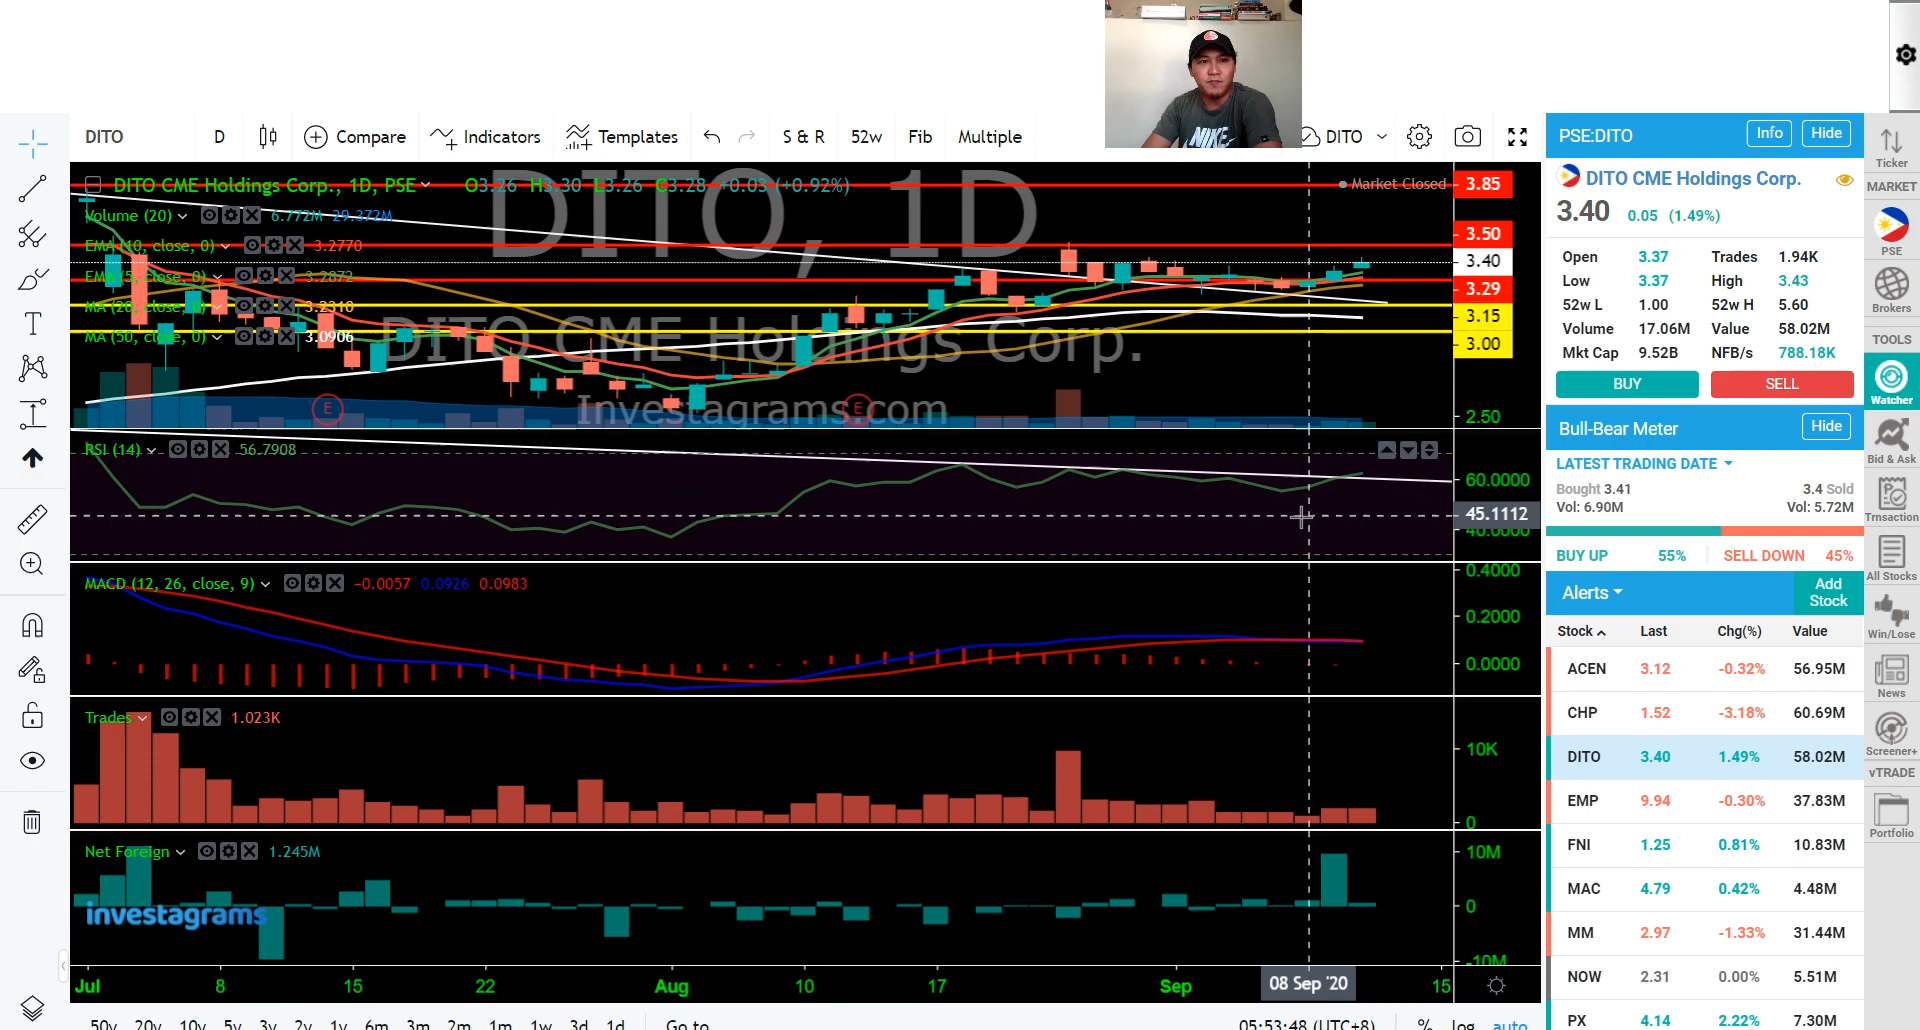 NIKE
DITO
D
Compare
Indicators
Templates
S & R
52w
Fib
Multiple
DITO
DITO, 1D
DITO CME Holdings Corp.
Investagrams.com
DITO CME Holdings Corp., 1D, PSE O3.26 H3.30 L3.26 C3.28 +0.03 (+0.92%)
Market Closed
Volume (20) 6.772M 29.372M
EMA (10, close, 0) 3.2770
EMA (5, close, 0) 3.2872
MA (20, close, 0) 3.2310
MA (50, close, 0) 3.0906
E
E
3.85
3.50
3.40
3.29
3.15
3.00
2.50
RSI (14) 56.7908
60.0000
45.1112
40.0000
MACD (12, 26, close, 9) −0.0057 0.0926 0.0983
0.4000
0.2000
0.0000
Trades 1.023K
10K
0
Net Foreign 1.245M
10M
0
-10M
investagrams
Jul 8 15 22 Aug 10 17 Sep 08 Sep '20 15
50y 20y 10y 5y 3y 2y 1y 6m 3m 2m 1m 1w 3d 1d Go to
05:53:48 (UTC+8) % log auto
PSE:DITO Info Hide
DITO CME Holdings Corp.
3.40 0.05 (1.49%)
Open 3.37 Trades 1.94K
Low 3.37 High 3.43
52w L 1.00 52w H 5.60
Volume 17.06M Value 58.02M
Mkt Cap 9.52B NFB/s 788.18K
BUY SELL
Bull-Bear Meter Hide
LATEST TRADING DATE
Bought 3.41 3.4 Sold
Vol: 6.90M Vol: 5.72M
BUY UP 55% SELL DOWN 45%
Alerts Add Stock
Stock Last Chg(%) Value
ACEN 3.12 -0.32% 56.95M
CHP 1.52 -3.18% 60.69M
DITO 3.40 1.49% 58.02M
EMP 9.94 -0.30% 37.83M
FNI 1.25 0.81% 10.83M
MAC 4.79 0.42% 4.48M
MM 2.97 -1.33% 31.44M
NOW 2.31 0.00% 5.51M
PX 4.14 2.22% 7.30M
Ticker
MARKET
PSE
Brokers
TOOLS
Watcher
Bid & Ask
Trnsaction
All Stocks
Win/Lose
News
Screener+
vTRADE
Portfolio